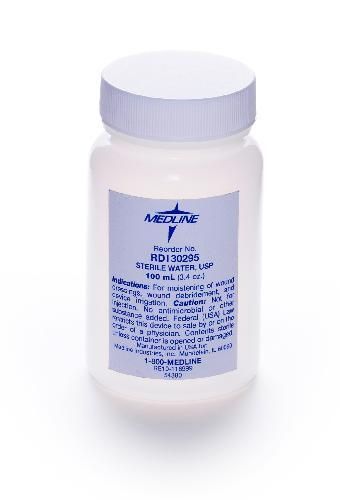 MEDLINE
Reorder No.
RDI30295
STERILE WATER, USP
100 mL (3.4 oz.)
Indications: For moistening of wound
dressings, wound debridement, and
device irrigation. Caution: Not for
injection. No antimicrobial or other
substance added. Federal (USA) Law
restricts this device to sale by or on the
order of a physician. Contents sterile
unless container is opened or damaged.
Manufactured in USA for:
Medline Industries, Inc. Mundelein, IL 60060
1-800-MEDLINE